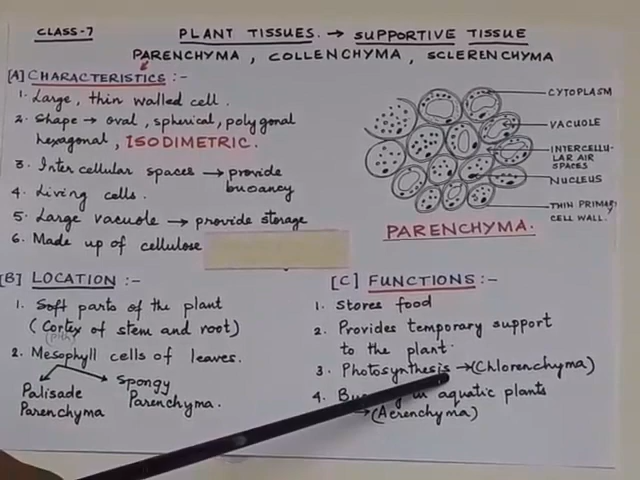 CLASS-7
PLANT TISSUES. → SUPPORTIVE TISSUE
PARENCHYMA, COLLENCHYMA, SCLERENCHYMA
[A] CHARACTERISTICS :-
1. Large, thin walled cell.
2. Shape → oval, spherical, polygonal
hexagonal, ISODIMETRIC.
3. Inter cellular spaces → provide
buoancy
4. Living cells.
5. Large vacuole → provide storage
6. Made up of cellulose
CYTOPLASM
VACUOLE
INTERCELLU-
LAR AIR
SPACES
NUCLEUS
THIN PRIMARY
CELL WALL.
PARENCHYMA.
[B] LOCATION :-
1. Soft parts of the plant
(Cortex of stem and root)
(pith)
2. Mesophyll cells of leaves.
Palisade
Parenchyma
Spongy
Parenchyma.
[C] FUNCTIONS :-
1. Stores food
2. Provides temporary support
to the plant.
3. Photosynthesis → (Chlorenchyma)
4. in aquatic plants
→ (Aerenchyma)